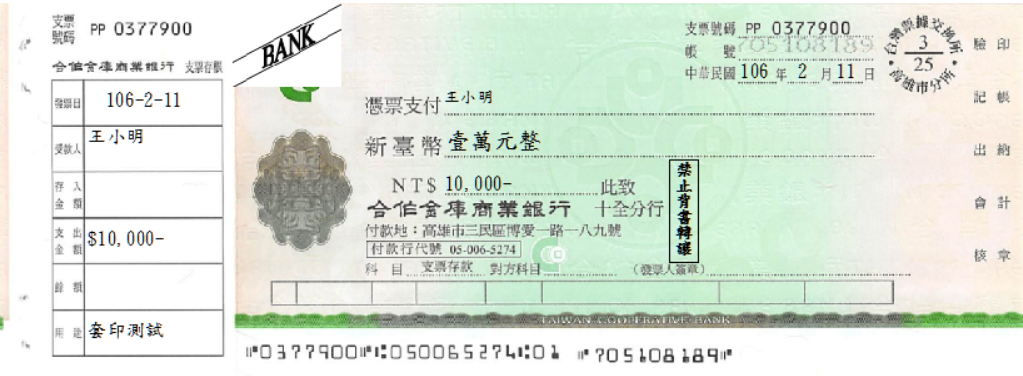 支票號碼 PP 0377900
合作金庫商業銀行 支票存根
發票日 106-2-11
受款人 王小明
存入金額
支出金額 $10,000-
餘額
用途 套印測試
BANK
支票號碼 PP 0377900
帳號 705108189
中華民國 106 年 2 月 11 日
台灣票據交換所
3
25
高雄市分所
憑票支付 王小明
新臺幣 壹萬元整
NT$ 10,000- 此致
合作金庫商業銀行 十全分行
付款地：高雄市三民區博愛一路一八九號
付款行代號 05-006-5274
科目 支票存款 對方科目 (發票人簽章)
禁止背書轉讓
驗印
記帳
出納
會計
核章
TAIWAN COOPERATIVE BANK
⑈0377900⑈⑆050065274⑆01 ⑈705108189⑈